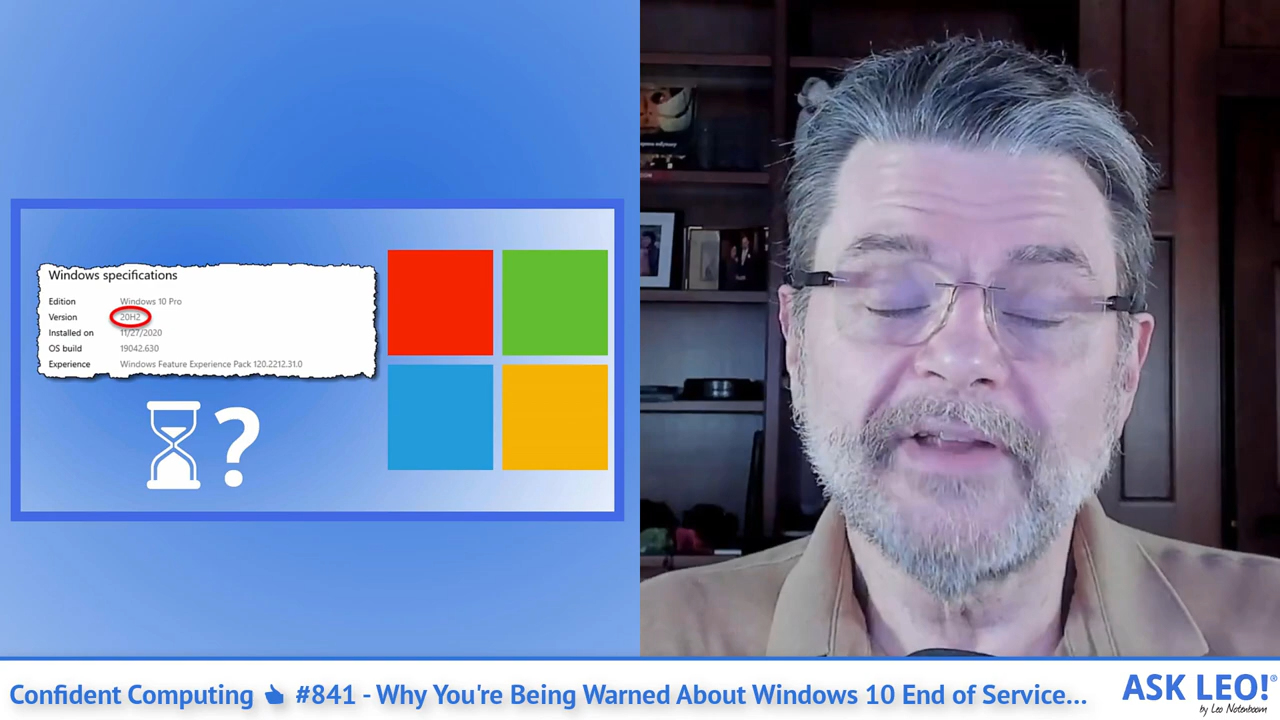 Windows specifications
Edition Windows 10 Pro
Version 20H2
Installed on 11/27/2020
OS build 19042.630
Experience Windows Feature Experience Pack 120.2212.31.0
?
Confident Computing #841 - Why You're Being Warned About Windows 10 End of Service...
ASK LEO!®
by Leo Notenboom